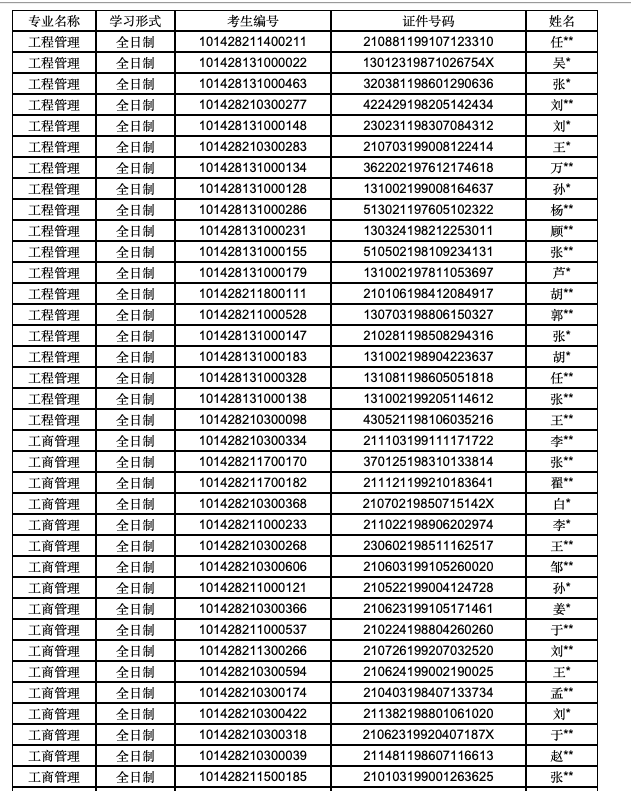 专业名称 学习形式 考生编号 证件号码 姓名
工程管理 全日制 101428211400211 210881199107123310 任**
工程管理 全日制 101428131000022 13012319871026754X 吴*
工程管理 全日制 101428131000463 320381198601290636 张*
工程管理 全日制 101428210300277 422429198205142434 刘**
工程管理 全日制 101428131000148 230231198307084312 刘*
工程管理 全日制 101428210300283 210703199008122414 王*
工程管理 全日制 101428131000134 362202197612174618 万**
工程管理 全日制 101428131000128 131002199008164637 孙*
工程管理 全日制 101428131000286 513021197605102322 杨**
工程管理 全日制 101428131000231 130324198212253011 顾**
工程管理 全日制 101428131000155 510502198109234131 张**
工程管理 全日制 101428131000179 131002197811053697 芦*
工程管理 全日制 101428211800111 210106198412084917 胡**
工程管理 全日制 101428211000528 130703198806150327 郭**
工程管理 全日制 101428131000147 210281198508294316 张*
工程管理 全日制 101428131000183 131002198904223637 胡*
工程管理 全日制 101428131000328 131081198605051818 任**
工程管理 全日制 101428131000138 131002199205114612 张**
工程管理 全日制 101428210300098 430521198106035216 王**
工商管理 全日制 101428210300334 211103199111171722 李**
工商管理 全日制 101428211700170 370125198310133814 张**
工商管理 全日制 101428211700182 211121199210183641 翟**
工商管理 全日制 101428210300368 21070219850715142X 白*
工商管理 全日制 101428211000233 211022198906202974 李*
工商管理 全日制 101428210300268 230602198511162517 王**
工商管理 全日制 101428210300606 210603199105260020 邹**
工商管理 全日制 101428211000121 210522199004124728 孙*
工商管理 全日制 101428210300366 210623199105171461 姜*
工商管理 全日制 101428211000537 210224198804260260 于**
工商管理 全日制 101428211300266 210726199207032520 刘**
工商管理 全日制 101428210300594 210624199002190025 王*
工商管理 全日制 101428210300174 210403198407133734 孟**
工商管理 全日制 101428210300422 211382198801061020 刘*
工商管理 全日制 101428210300318 21062319920407187X 于**
工商管理 全日制 101428210300039 211481198607116613 赵**
工商管理 全日制 101428211500185 210103199001263625 张**